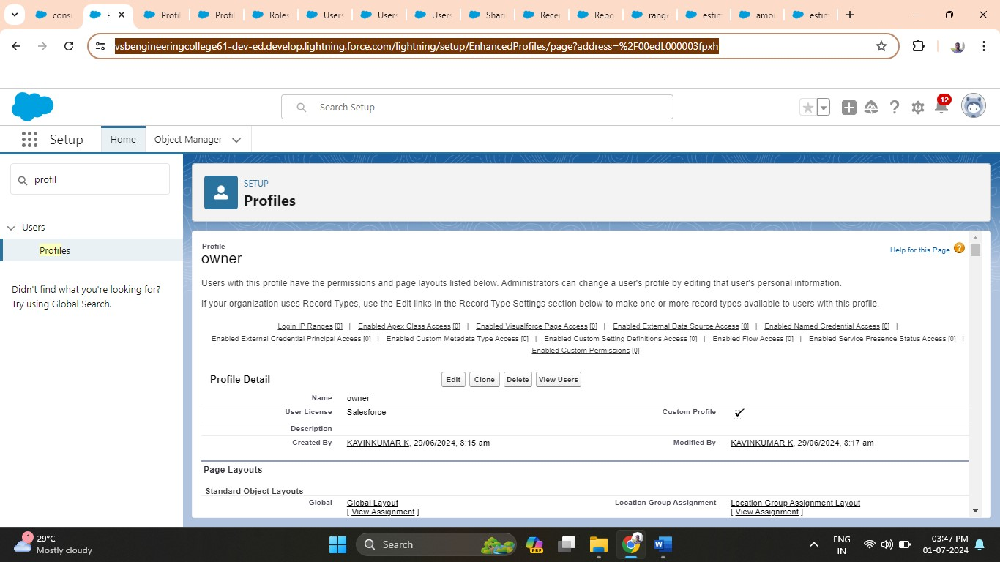 consu
P
Profil
Profil
Roles
Users
Users
Users
Shari
Recei
Repo
range
estim
amou
estim
vsbengineeringcollege61-dev-ed.develop.lightning.force.com/lightning/setup/EnhancedProfiles/page?address=%2F00edL000003fpxh
Search Setup
12
Setup
Home
Object Manager
profil
Users
Profiles
Didn't find what you're looking for?
Try using Global Search.
SETUP
Profiles
Profile
owner
Help for this Page
Users with this profile have the permissions and page layouts listed below. Administrators can change a user's profile by editing that user's personal information.
If your organization uses Record Types, use the Edit links in the Record Type Settings section below to make one or more record types available to users with this profile.
Login IP Ranges [0] | Enabled Apex Class Access [0] | Enabled Visualforce Page Access [0] | Enabled External Data Source Access [0] | Enabled Named Credential Access [0] |
Enabled External Credential Principal Access [0] | Enabled Custom Metadata Type Access [0] | Enabled Custom Setting Definitions Access [0] | Enabled Flow Access [0] | Enabled Service Presence Status Access [0] |
Enabled Custom Permissions [0]
Profile Detail Edit Clone Delete View Users
Name owner
User License Salesforce Custom Profile ✓
Description
Created By KAVINKUMAR K, 29/06/2024, 8:15 am Modified By KAVINKUMAR K, 29/06/2024, 8:17 am
Page Layouts
Standard Object Layouts
Global Global Layout Location Group Assignment Location Group Assignment Layout
[ View Assignment ] [ View Assignment ]
1
29°C
Mostly cloudy
Search
PRE
ENG
IN
03:47 PM
01-07-2024